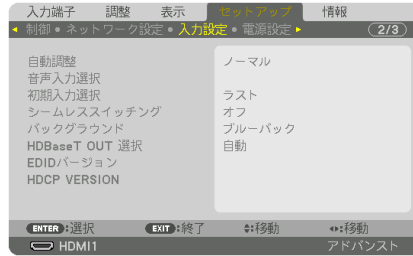 入力端子 調整 表示 セットアップ 情報
制御 • ネットワーク設定 • 入力設定 • 電源設定 2/3
自動調整 ノーマル
音声入力選択
初期入力選択 ラスト
シームレススイッチング オフ
バックグラウンド ブルーバック
HDBaseT OUT 選択 自動
EDIDバージョン
HDCP VERSION
ENTER:選択 EXIT:終了 :移動 :移動
HDMI1 アドバンスト